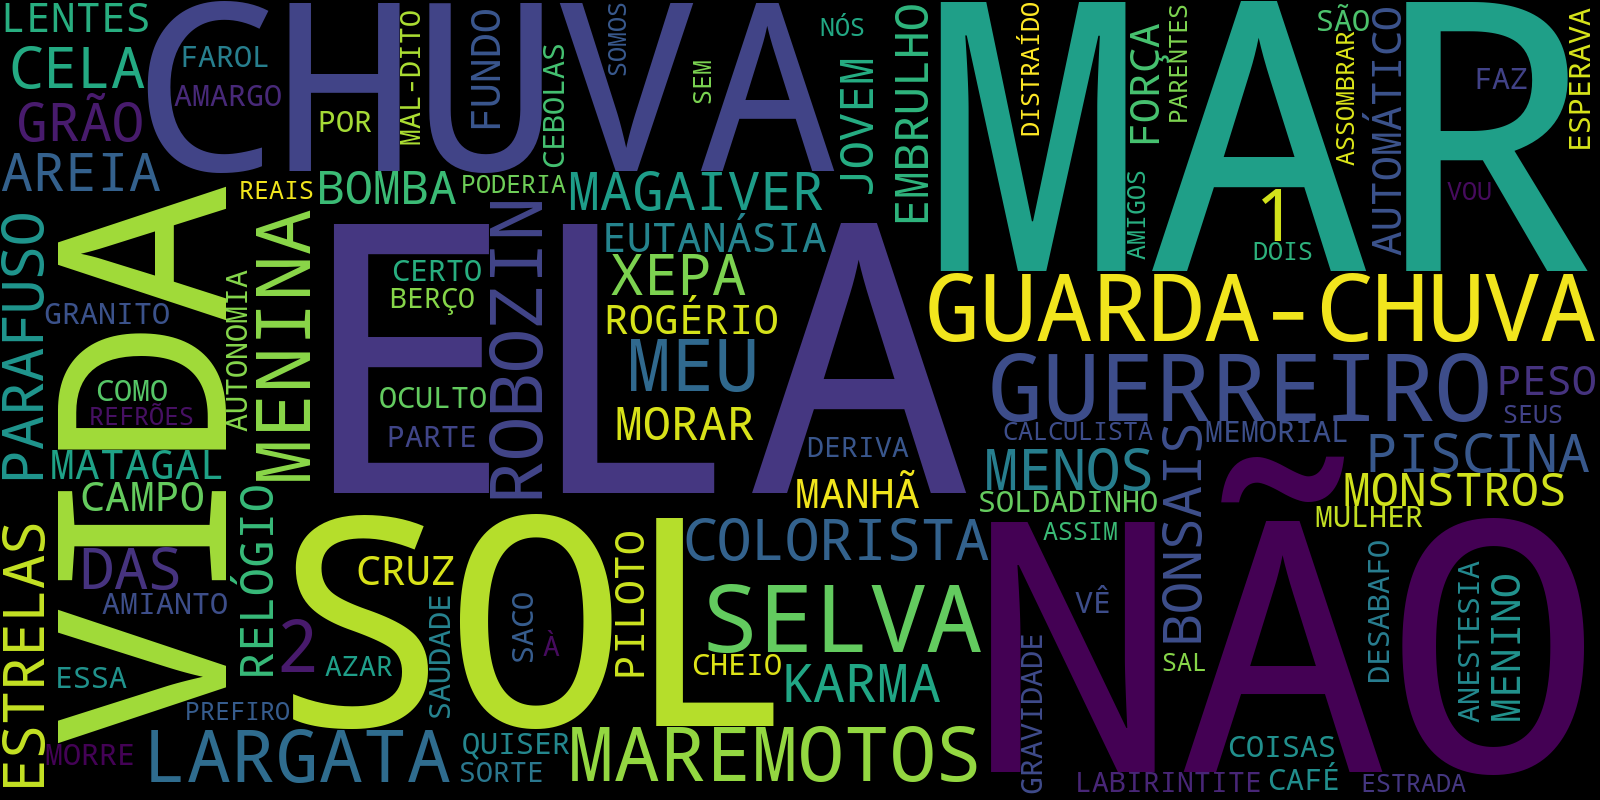 LENTES
CHUVA
MAR
NÓS
SOMOS
DISTRAÍDO
SÃO
PARENTES
ESPERAVA
CELA
FAROL
AMARGO
MAL-DITO
FUNDO
CEBOLAS
SEM
JOVEM
EMBRULHO
FORÇA
ASSOMBRAR
AUTOMÁTICO
FAZ
GRÃO
POR
AREIA
REAIS
BOMBA
PODERIA
MAGAIVER
AMIGOS
1
DOIS
VOU
VIDA
PARAFUSO
MENINA
ELA
ROBOZIN
EUTANÁSIA
XEPA
CERTO
BERÇO
GRANITO
AUTONOMIA
ROGÉRIO
GUARDA-CHUVA
MEU
GUERREIRO
PESO
COMO
REFRÕES
OCULTO
PARTE
MORAR
DERIVA
SEUS
CALCULISTA
MEMORIAL
PISCINA
MATAGAL
CAMPO
MANHÃ
MENOS
SOLDADINHO
BONSAIS
MONSTROS
MULHER
ESTRELAS
RELÓGIO
SOL
COLORISTA
ASSIM
NÃO
DAS
AMIANTO
CRUZ
SAUDADE
SACO
À
PILOTO
SELVA
VÊ
DESABAFO
ANESTESIA
MENINO
2
AZAR
CHEIO
KARMA
SAL
ESSA
PREFIRO
GRAVIDADE
MORRE
LARGATA
QUISER
SORTE
MAREMOTOS
COISAS
LABIRINTITE
CAFÉ
ESTRADA